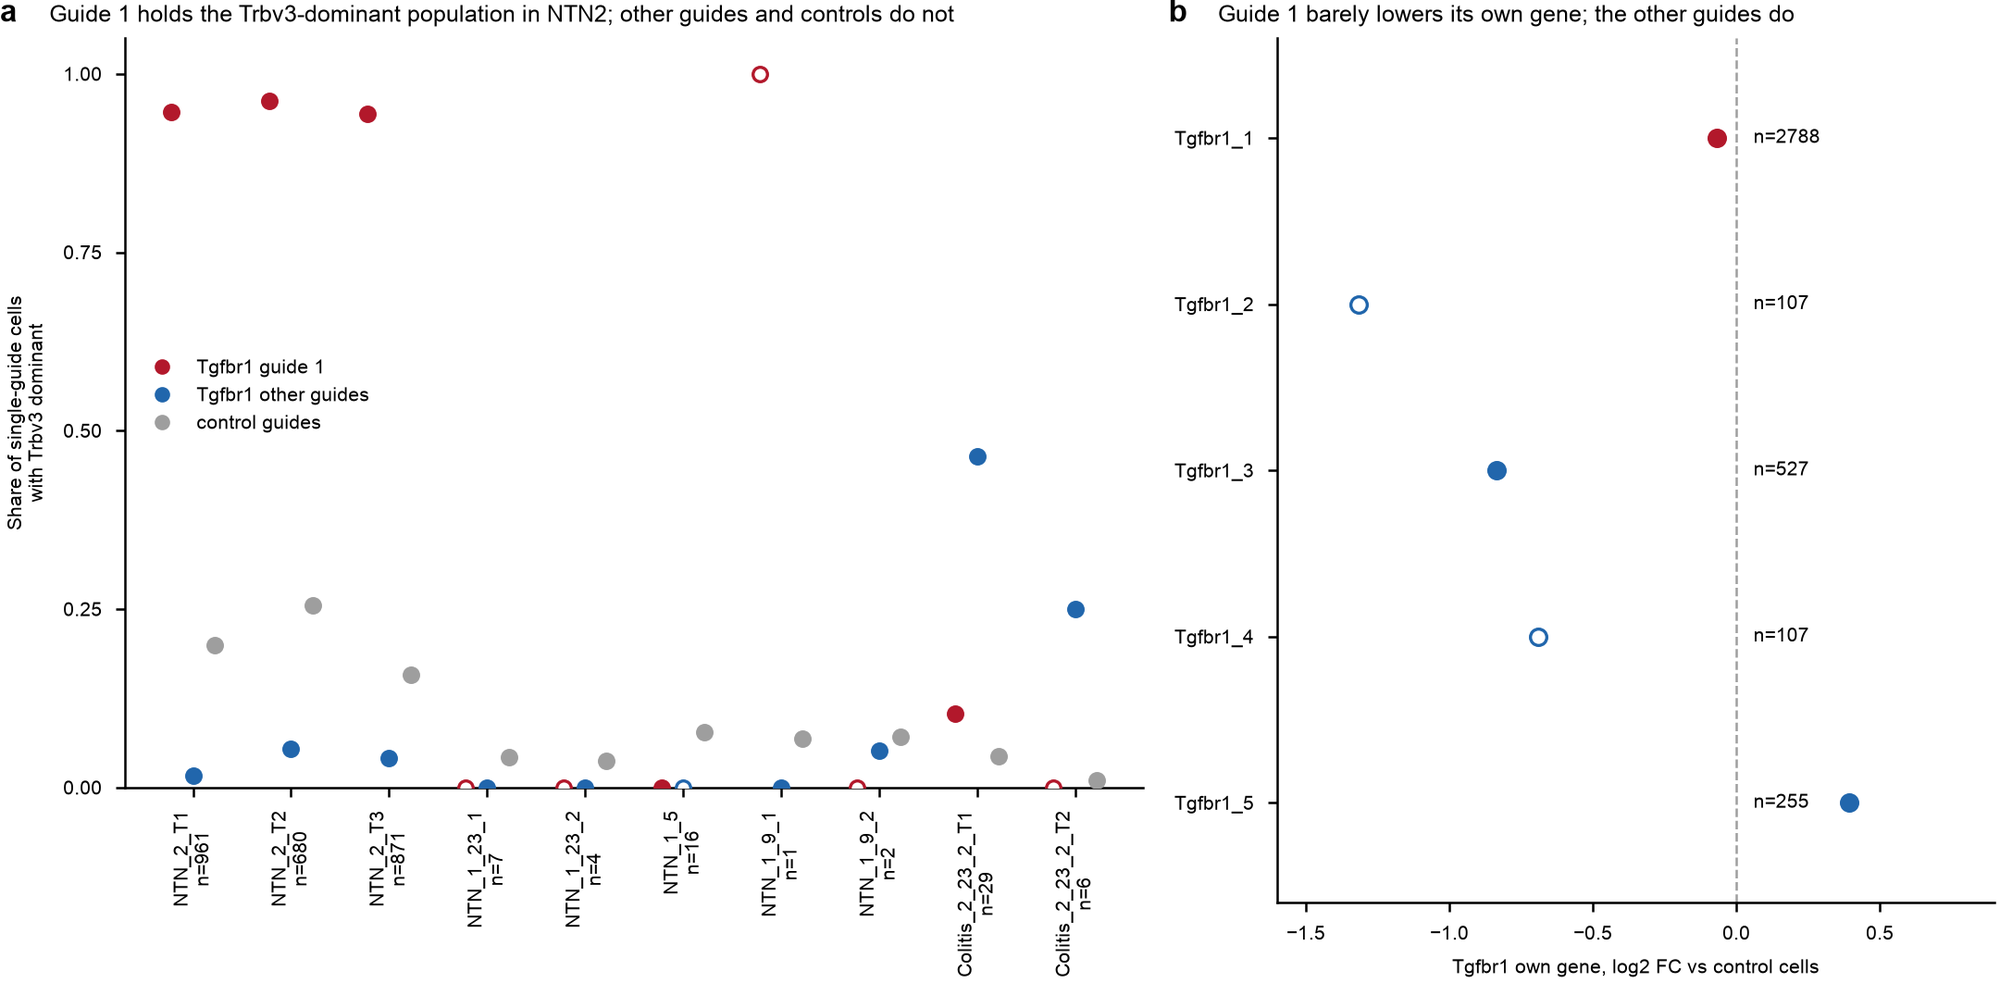 a Guide 1 holds the Trbv3-dominant population in NTN2; other guides and controls do not
Share of single-guide cells
with Trbv3 dominant
1.00
0.75
0.50
0.25
0.00
Tgfbr1 guide 1
Tgfbr1 other guides
control guides
NTN_2_T1
n=961
NTN_2_T2
n=680
NTN_2_T3
n=871
NTN_1_23_1
n=7
NTN_1_23_2
n=4
NTN_1_5
n=16
NTN_1_9_1
n=1
NTN_1_9_2
n=2
Colitis_2_23_2_T1
n=29
Colitis_2_23_2_T2
n=6
b Guide 1 barely lowers its own gene; the other guides do
Tgfbr1_1 n=2788
Tgfbr1_2 n=107
Tgfbr1_3 n=527
Tgfbr1_4 n=107
Tgfbr1_5 n=255
−1.5 −1.0 −0.5 0.0 0.5
Tgfbr1 own gene, log2 FC vs control cells